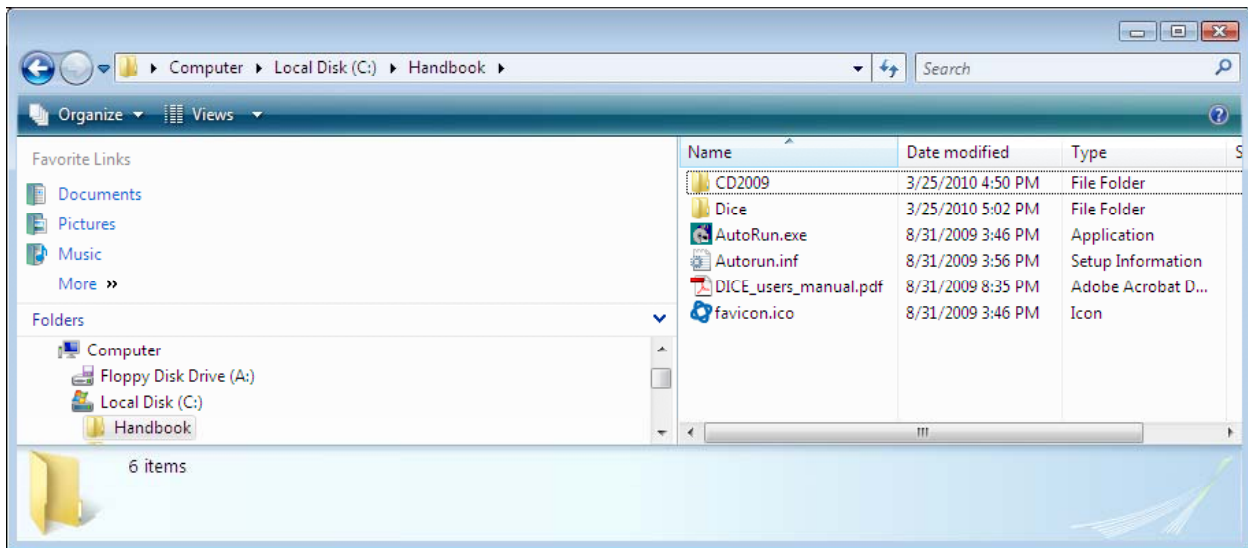 Computer Local Disk (C:) Handbook
Search
Organize Views
Favorite Links
Documents
Pictures
Music
More »
Folders
Computer
Floppy Disk Drive (A:)
Local Disk (C:)
Handbook
Name Date modified Type S
CD2009 3/25/2010 4:50 PM File Folder
Dice 3/25/2010 5:02 PM File Folder
AutoRun.exe 8/31/2009 3:46 PM Application
Autorun.inf 8/31/2009 3:56 PM Setup Information
DICE_users_manual.pdf 8/31/2009 8:35 PM Adobe Acrobat D...
favicon.ico 8/31/2009 3:46 PM Icon
6 items